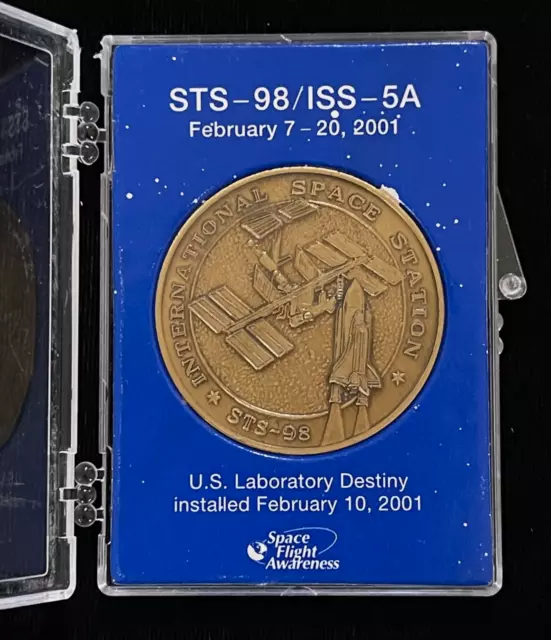 STS-98/ISS-5A
February 7-20, 2001
★ INTERNATIONAL SPACE STATION ★
STS-98
U.S. Laboratory Destiny
installed February 10, 2001
Space
Flight
Awareness